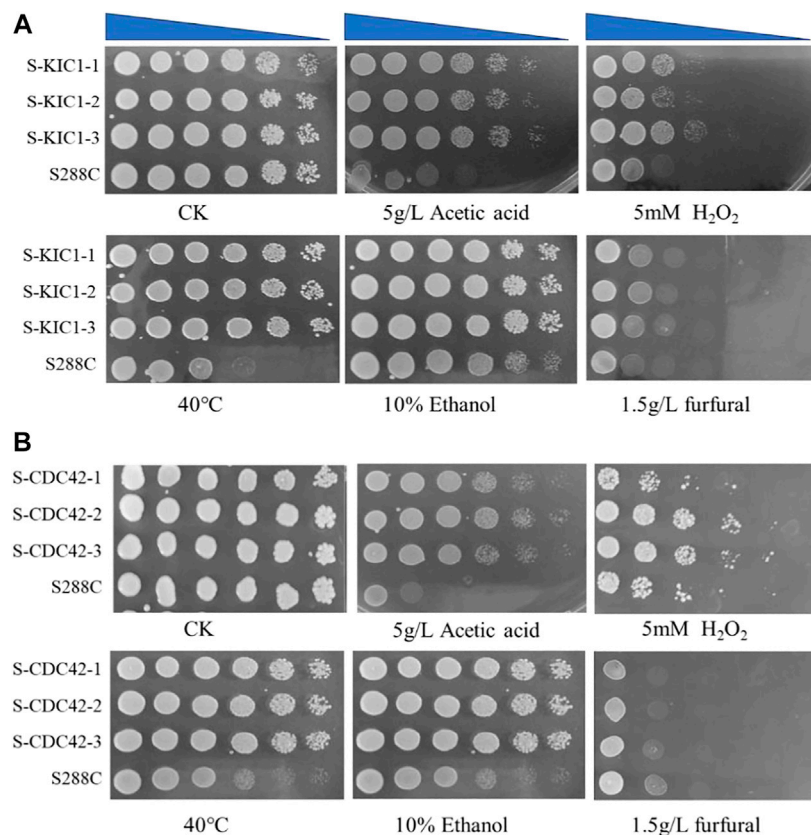 A
S-KIC1-1
S-KIC1-2
S-KIC1-3
S288C
CK
5g/L Acetic acid
5mM H₂O₂
S-KIC1-1
S-KIC1-2
S-KIC1-3
S288C
40°C
10% Ethanol
1.5g/L furfural
B
S-CDC42-1
S-CDC42-2
S-CDC42-3
S288C
CK
5g/L Acetic acid
5mM H₂O₂
S-CDC42-1
S-CDC42-2
S-CDC42-3
S288C
40°C
10% Ethanol
1.5g/L furfural